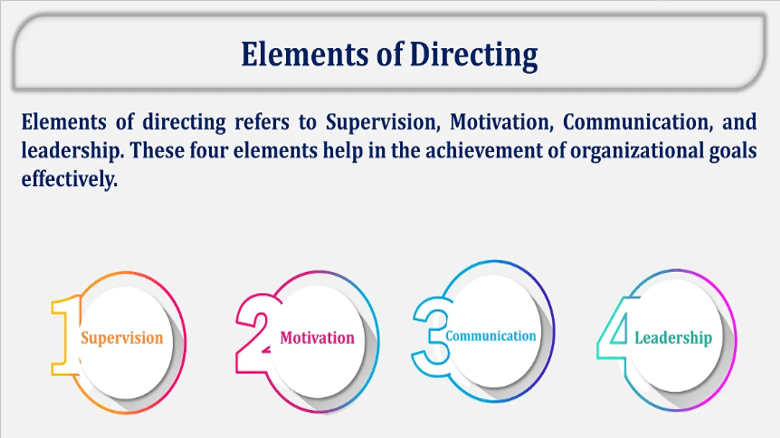 Elements of Directing
Elements of directing refers to Supervision, Motivation, Communication, and
leadership. These four elements help in the achievement of organizational goals
effectively.
1 Supervision
2 Motivation
3 Communication
4 Leadership